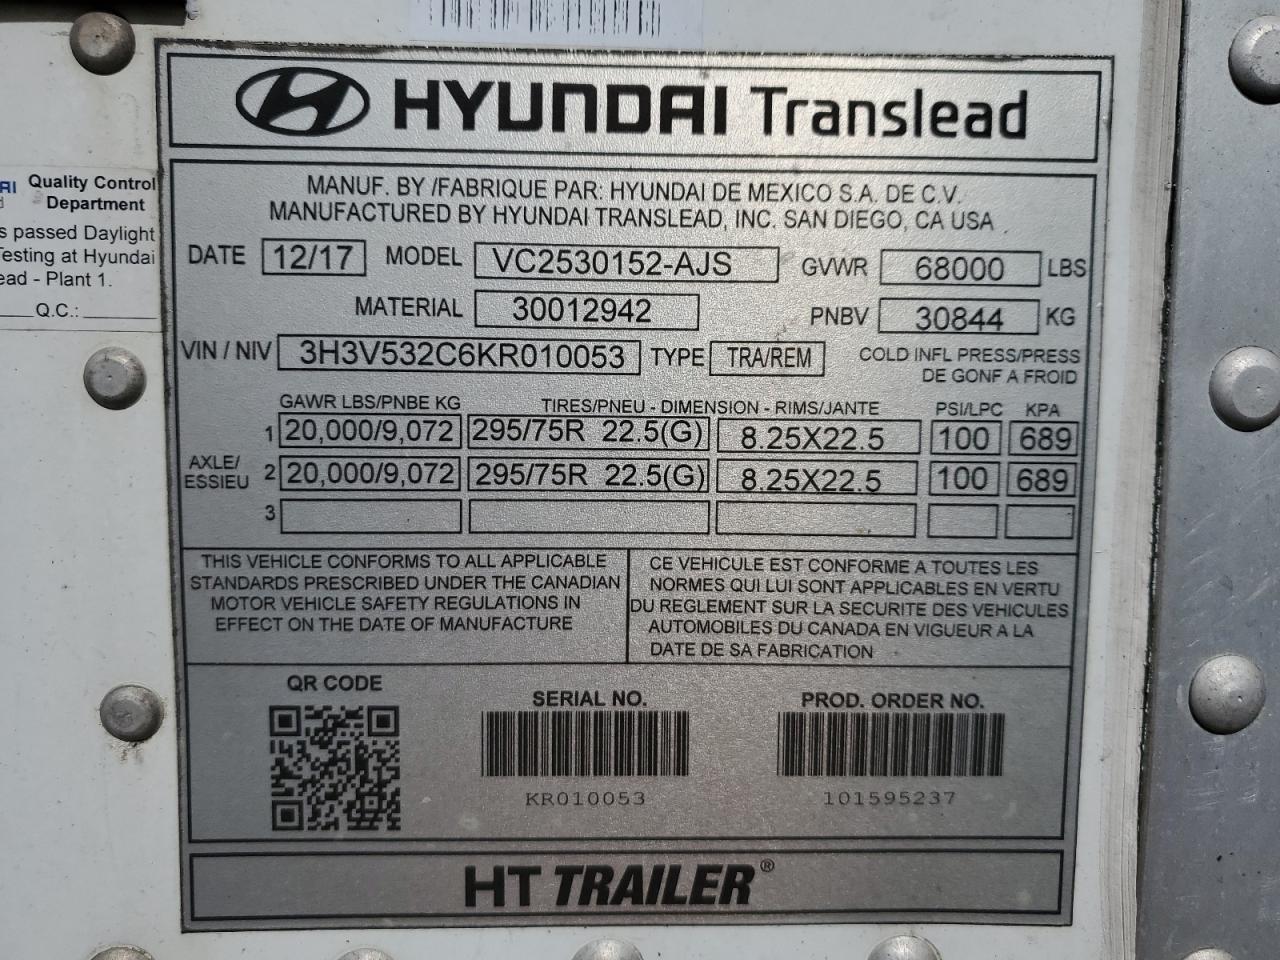 HYUNDAI Translead
MANUF. BY /FABRIQUE PAR: HYUNDAI DE MEXICO S.A. DE C.V.
MANUFACTURED BY HYUNDAI TRANSLEAD, INC. SAN DIEGO, CA USA
DATE 12/17 MODEL VC2530152-AJS GVWR 68000 LBS
MATERIAL 30012942 PNBV 30844 KG
VIN / NIV 3H3V532C6KR010053 TYPE TRA/REM COLD INFL PRESS/PRESS
DE GONF A FROID
GAWR LBS/PNBE KG TIRES/PNEU - DIMENSION - RIMS/JANTE PSI/LPC KPA
1 20,000/9,072 295/75R 22.5(G) 8.25X22.5 100 689
AXLE/
ESSIEU 2 20,000/9,072 295/75R 22.5(G) 8.25X22.5 100 689
3
THIS VEHICLE CONFORMS TO ALL APPLICABLE
STANDARDS PRESCRIBED UNDER THE CANADIAN
MOTOR VEHICLE SAFETY REGULATIONS IN
EFFECT ON THE DATE OF MANUFACTURE
CE VEHICULE EST CONFORME A TOUTES LES
NORMES QUI LUI SONT APPLICABLES EN VERTU
DU REGLEMENT SUR LA SECURITE DES VEHICULES
AUTOMOBILES DU CANADA EN VIGUEUR A LA
DATE DE SA FABRICATION
QR CODE
SERIAL NO.
KR010053
PROD. ORDER NO.
101595237
HT TRAILER®
Quality Control
Department
passed Daylight
Testing at Hyundai
- Plant 1.
Q.C.: